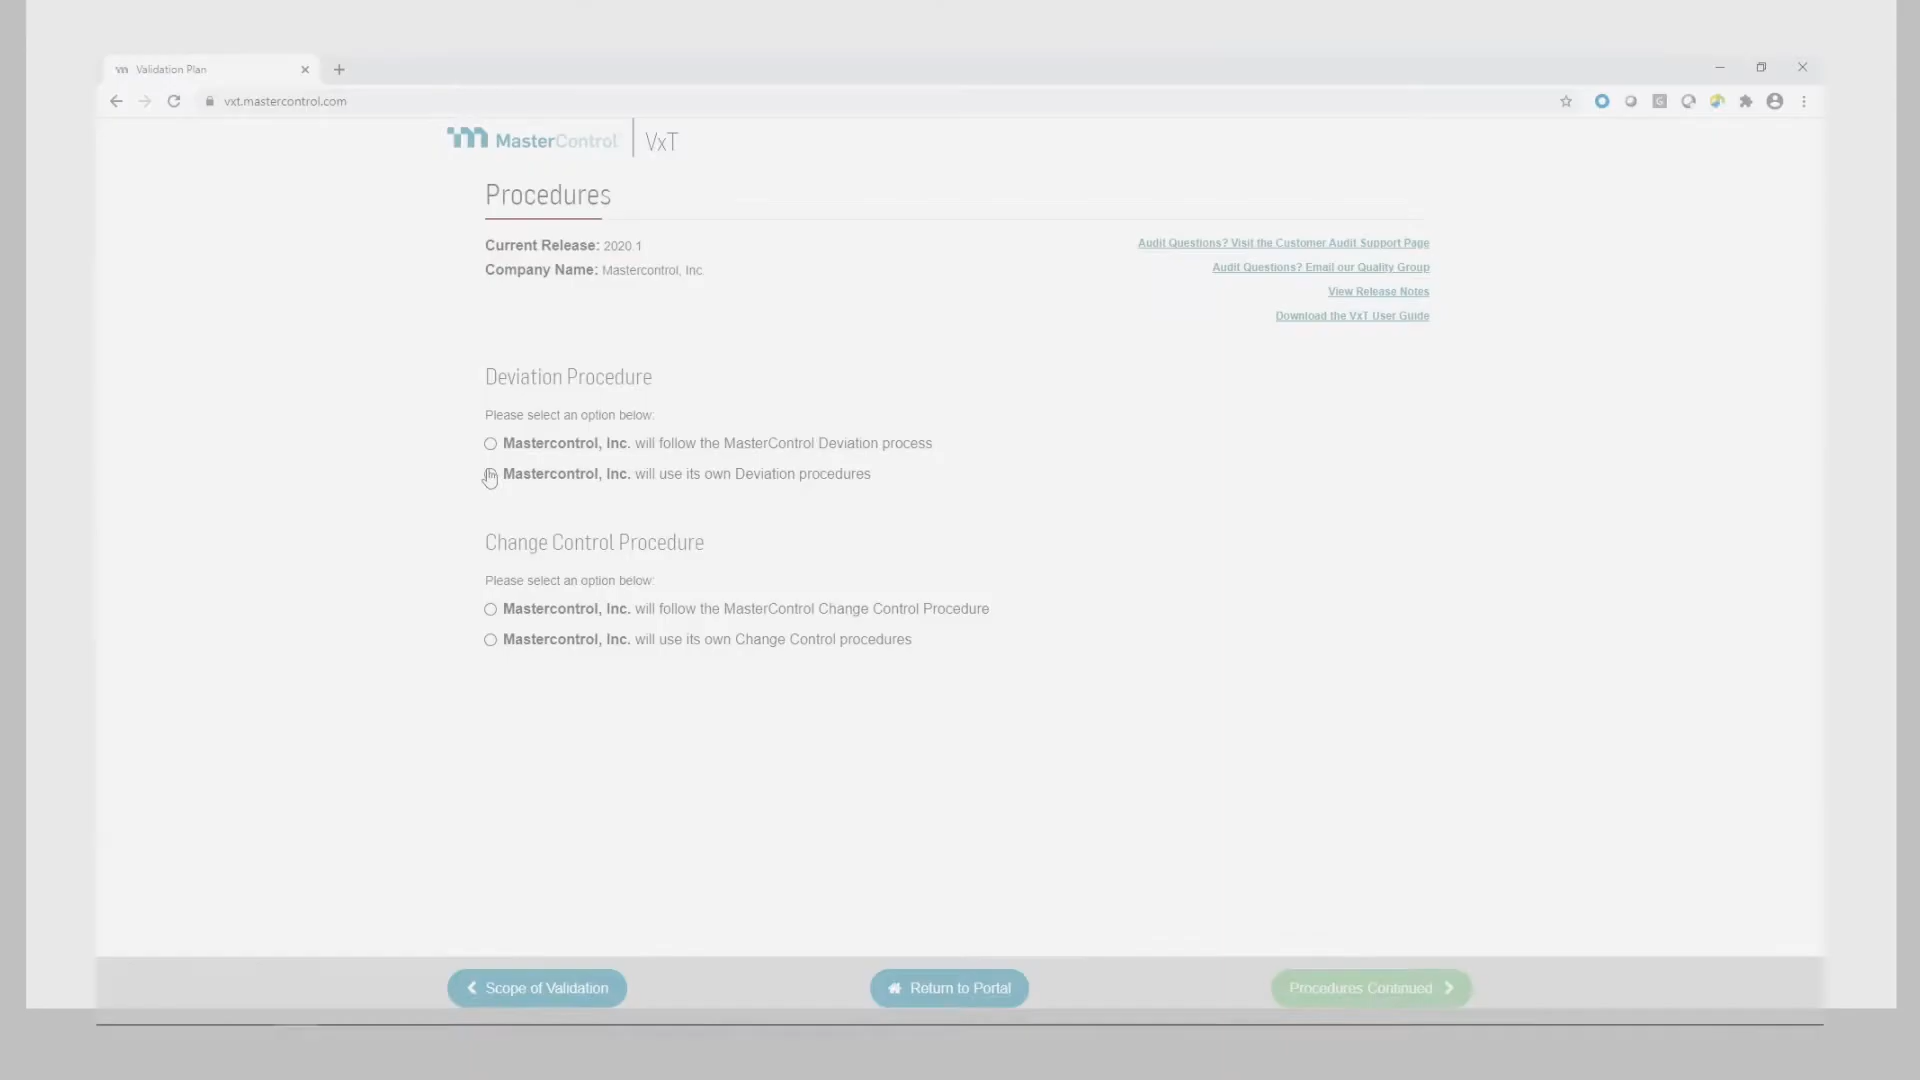 Validation Plan
vxt.mastercontrol.com
MasterControl VxT
Procedures
Current Release: 2020.1
Company Name: Mastercontrol, Inc.
Audit Questions? Visit the Customer Audit Support Page
Audit Questions? Email our Quality Group
View Release Notes
Download the VxT User Guide
Deviation Procedure
Please select an option below:
Mastercontrol, Inc. will follow the MasterControl Deviation process
Mastercontrol, Inc. will use its own Deviation procedures
Change Control Procedure
Please select an option below:
Mastercontrol, Inc. will follow the MasterControl Change Control Procedure
Mastercontrol, Inc. will use its own Change Control procedures
Scope of Validation
Return to Portal
Procedures Continued